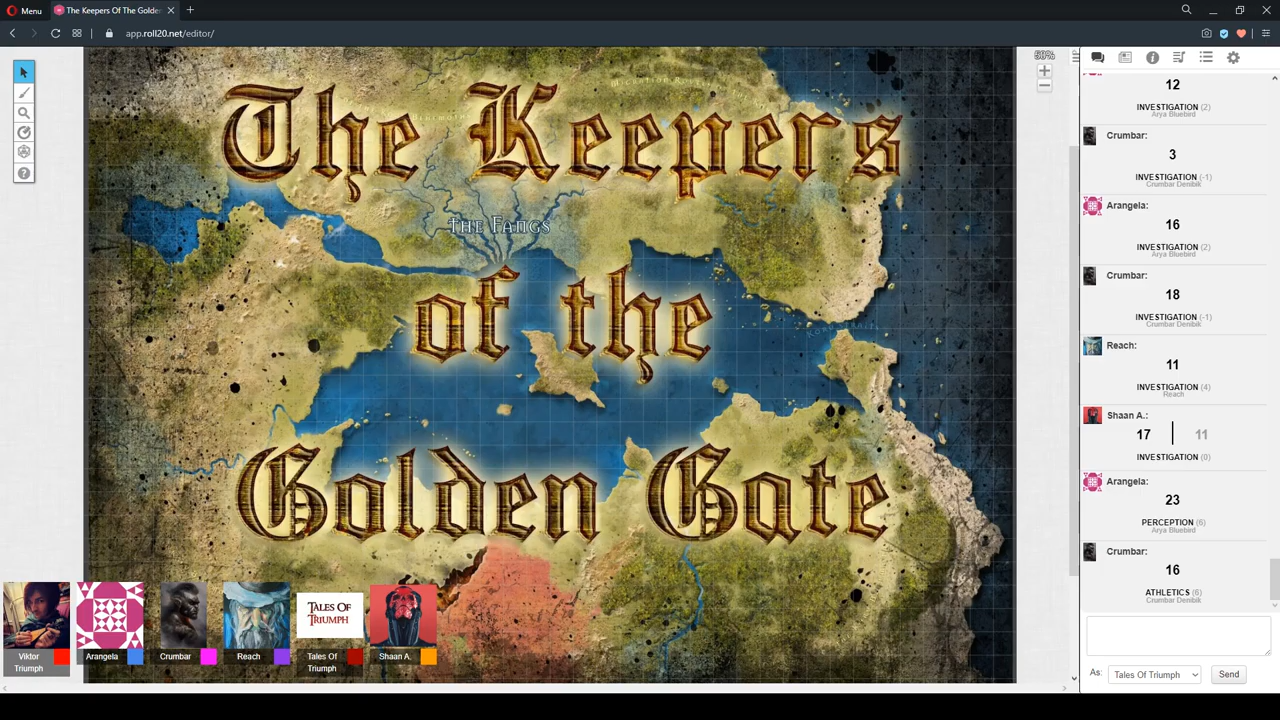 Menu
The Keepers Of The Golde
app.roll20.net/editor/
50%
The Keepers
BEHEMOTH
THE FANGS
of the
Golden Gate
Viktor
Triumph
Arangela
Crumbar
Reach
Tales Of
Triumph
TALES OF
TRIUMPH
Shaan A.
12
INVESTIGATION (2)
Arya Bluebird
Crumbar:
3
INVESTIGATION (-1)
Crumbar Denibik
Arangela:
16
INVESTIGATION (2)
Arya Bluebird
Crumbar:
18
INVESTIGATION (-1)
Crumbar Denibik
Reach:
11
INVESTIGATION (4)
Reach
Shaan A.:
17 11
INVESTIGATION (0)
Arangela:
23
PERCEPTION (6)
Arya Bluebird
Crumbar:
16
ATHLETICS (6)
Crumbar Denibik
As: Tales Of Triumph Send